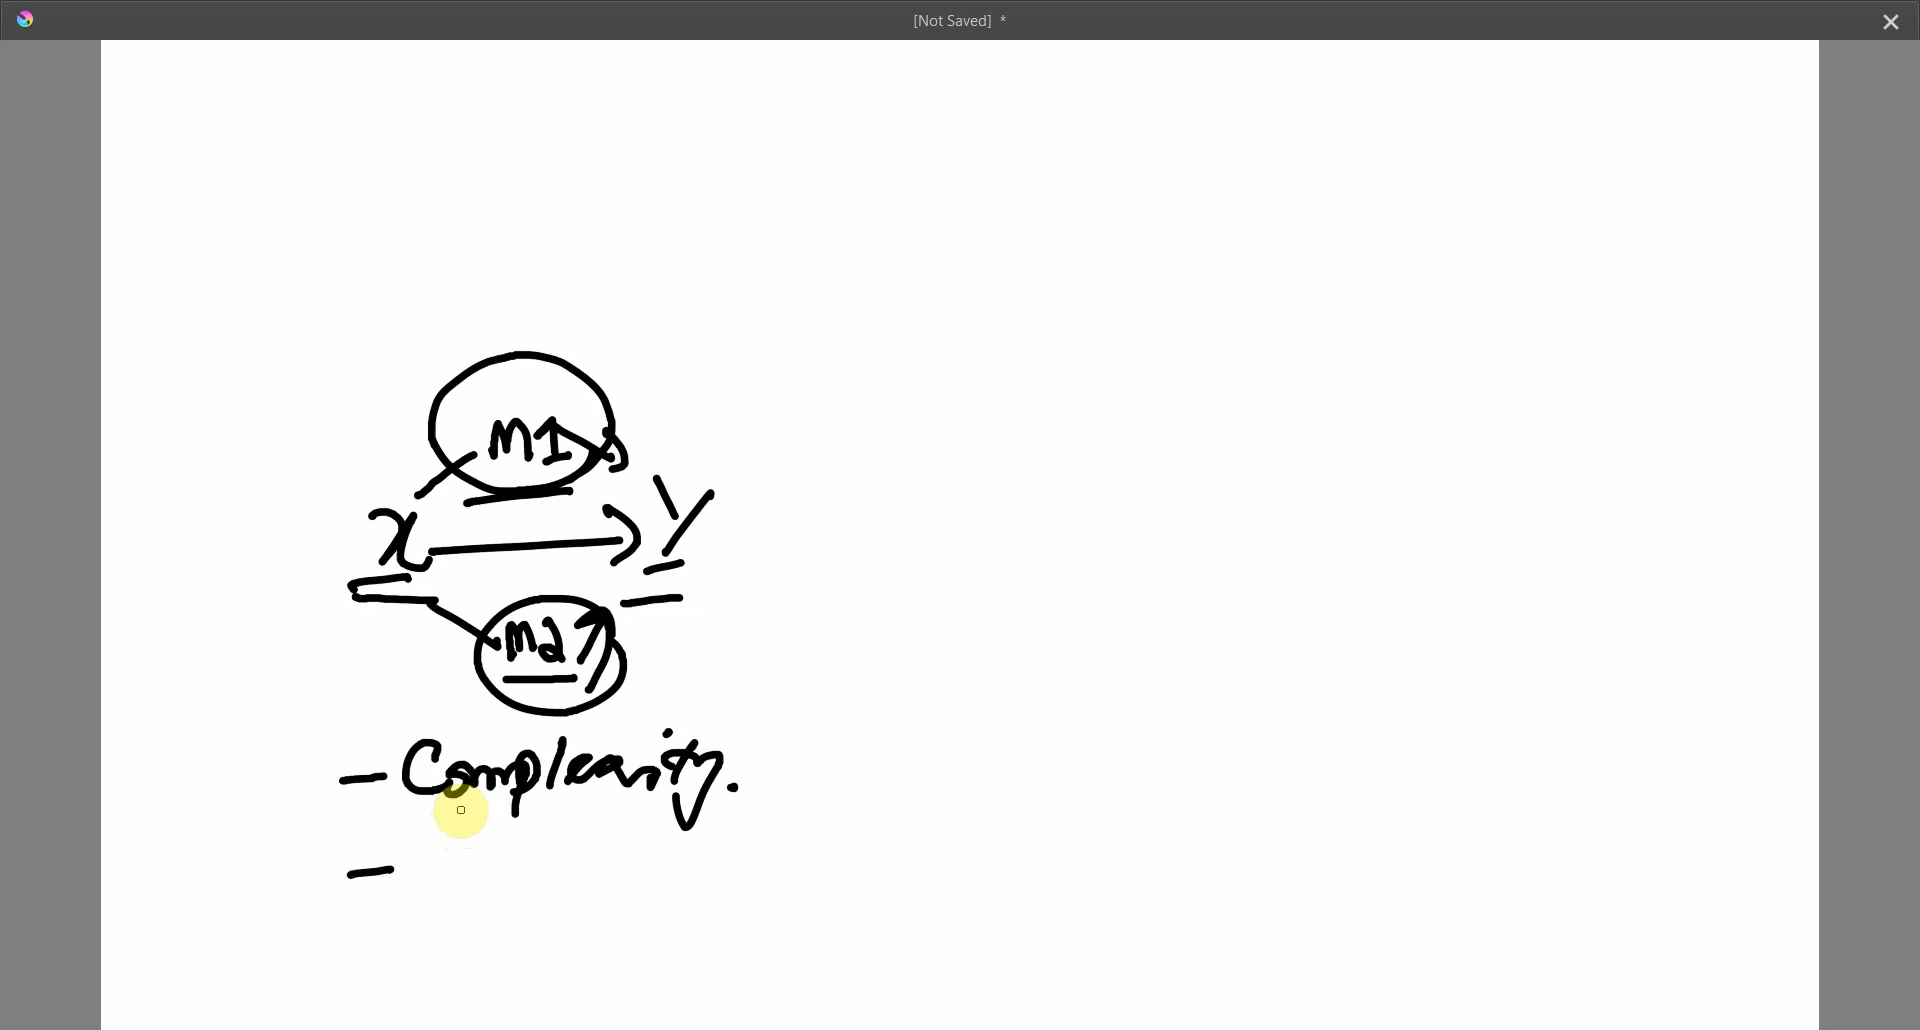 [Not Saved] *
M1
x → Y
M2
- Complexity.
-